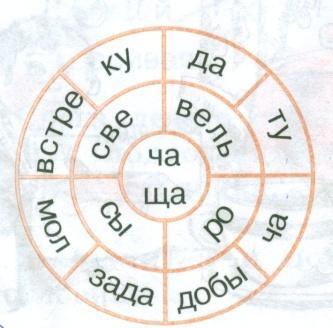 ку
да
ту
ча
добы
зада
мол
встре
све
вель
ро
сы
ча
ща